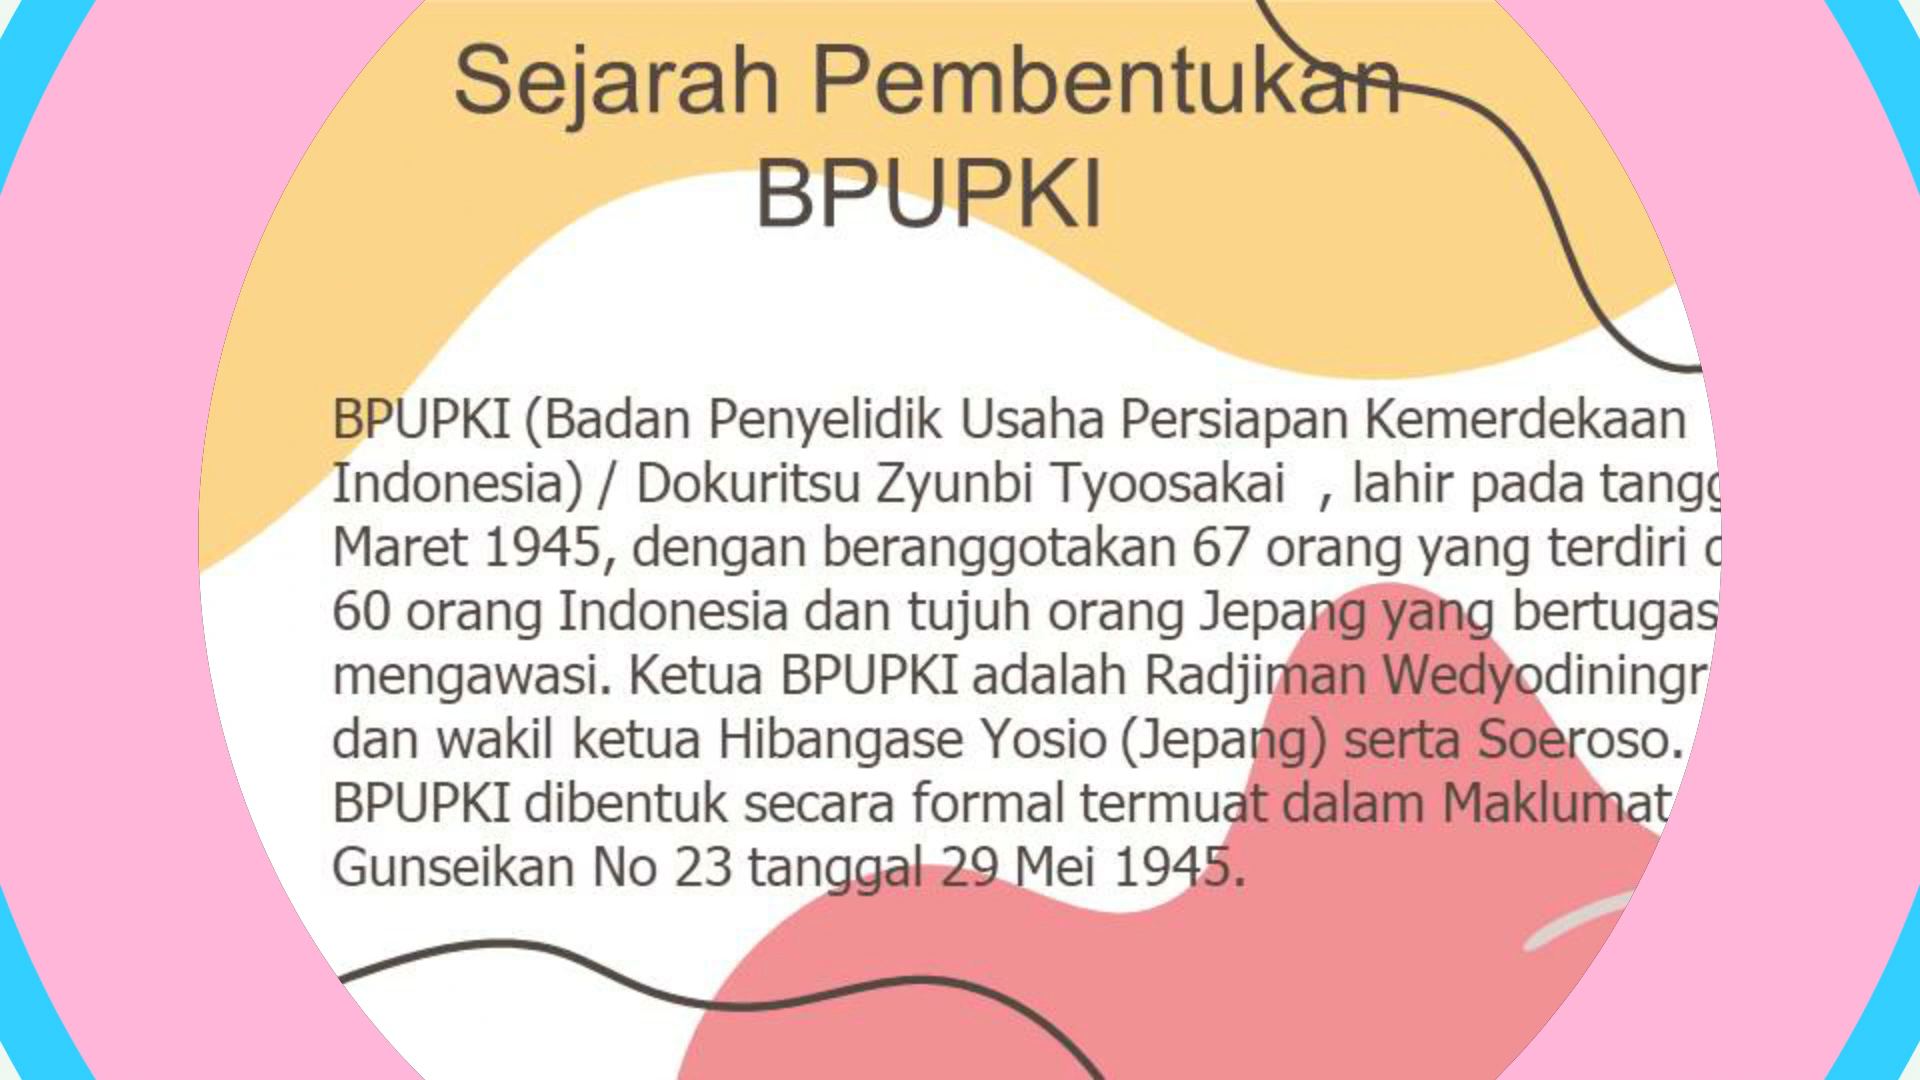 Sejarah Pembentukan
BPUPKI
BPUPKI (Badan Penyelidik Usaha Persiapan Kemerdekaan
Indonesia) / Dokuritsu Zyunbi Tyoosakai , lahir pada
Maret 1945, dengan beranggotakan 67 orang yang terdiri
60 orang Indonesia dan tujuh orang Jepang yang bertugas
mengawasi. Ketua BPUPKI adalah Radjiman
dan wakil ketua Hibangase Yosio (Jepang) serta Soeroso.
BPUPKI dibentuk secara formal termuat dalam Maklumat
Gunseikan No 23 tanggal 29 Mei 1945.